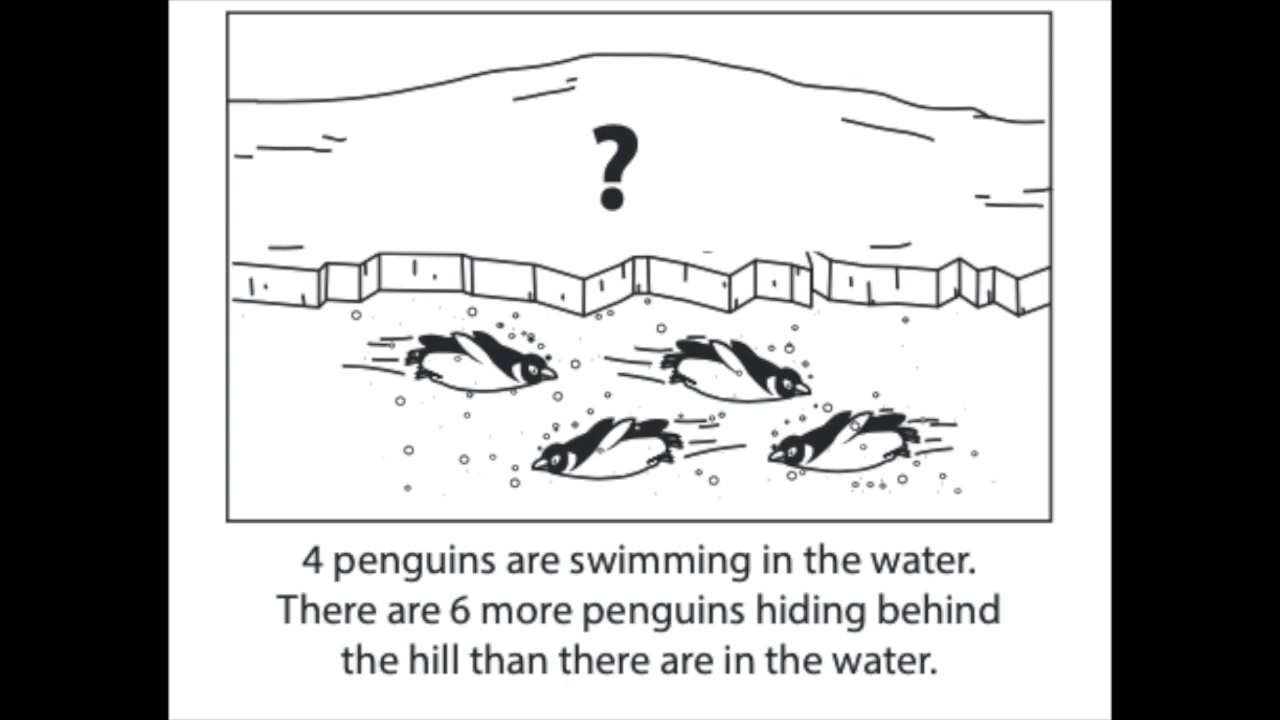 ?
4 penguins are swimming in the water.
There are 6 more penguins hiding behind
the hill than there are in the water.